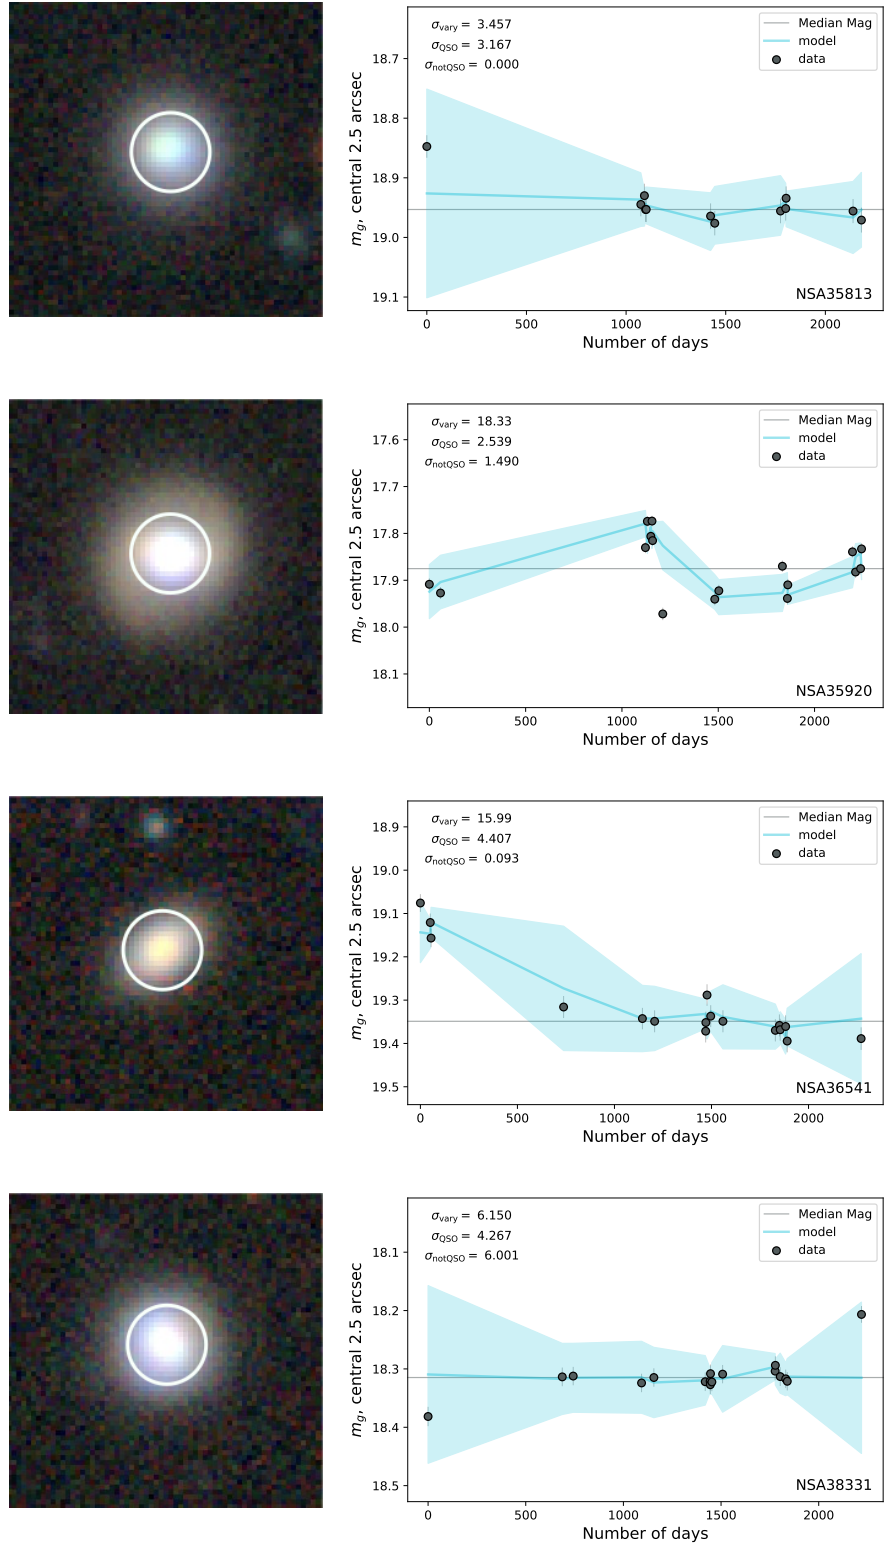 σvary = 3.457
σQSO = 3.167
σnotQSO = 0.000
Median Mag
model
data
18.7
18.8
18.9
19.0
19.1
mg, central 2.5 arcsec
NSA35813
0 500 1000 1500 2000
Number of days
σvary = 18.33
σQSO = 2.539
σnotQSO = 1.490
Median Mag
model
data
17.6
17.7
17.8
17.9
18.0
18.1
mg, central 2.5 arcsec
NSA35920
0 500 1000 1500 2000
Number of days
σvary = 15.99
σQSO = 4.407
σnotQSO = 0.093
Median Mag
model
data
18.9
19.0
19.1
19.2
19.3
19.4
19.5
mg, central 2.5 arcsec
NSA36541
0 500 1000 1500 2000
Number of days
σvary = 6.150
σQSO = 4.267
σnotQSO = 6.001
Median Mag
model
data
18.1
18.2
18.3
18.4
18.5
mg, central 2.5 arcsec
NSA38331
0 500 1000 1500 2000
Number of days